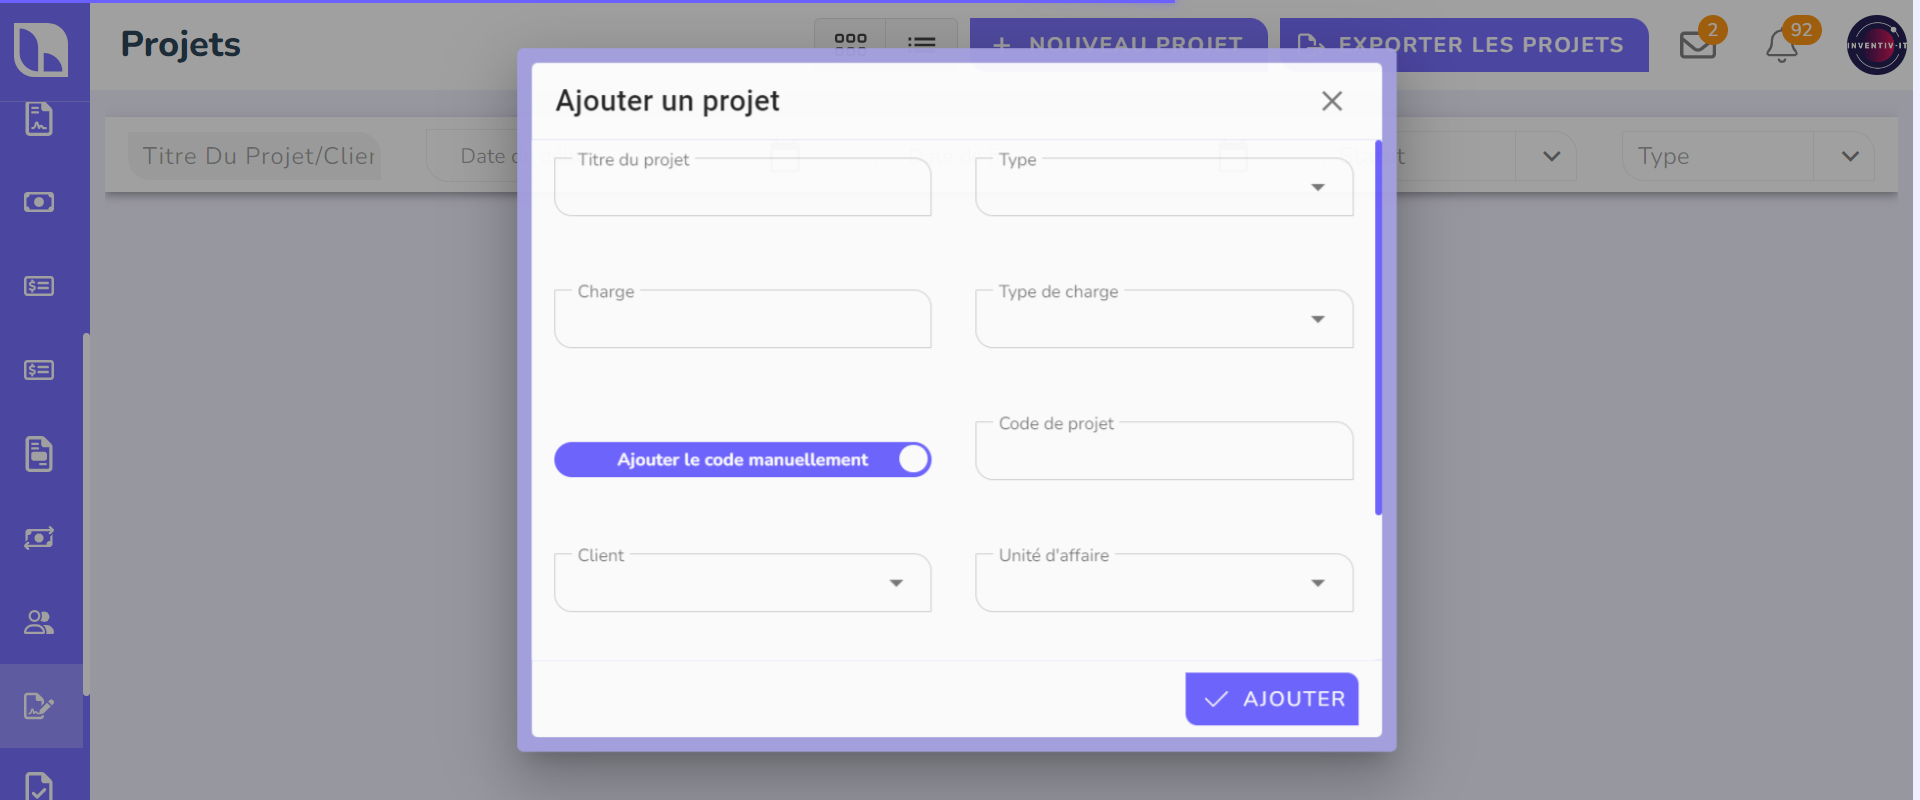 Projets
NOUVEAU PROJET
EXPORTER LES PROJETS
2
92
INVENTIV-IT
Titre Du Projet/Clier
Date
Type
Ajouter un projet
Titre du projet
Type
Charge
Type de charge
Ajouter le code manuellement
Code de projet
Client
Unité d'affaire
AJOUTER